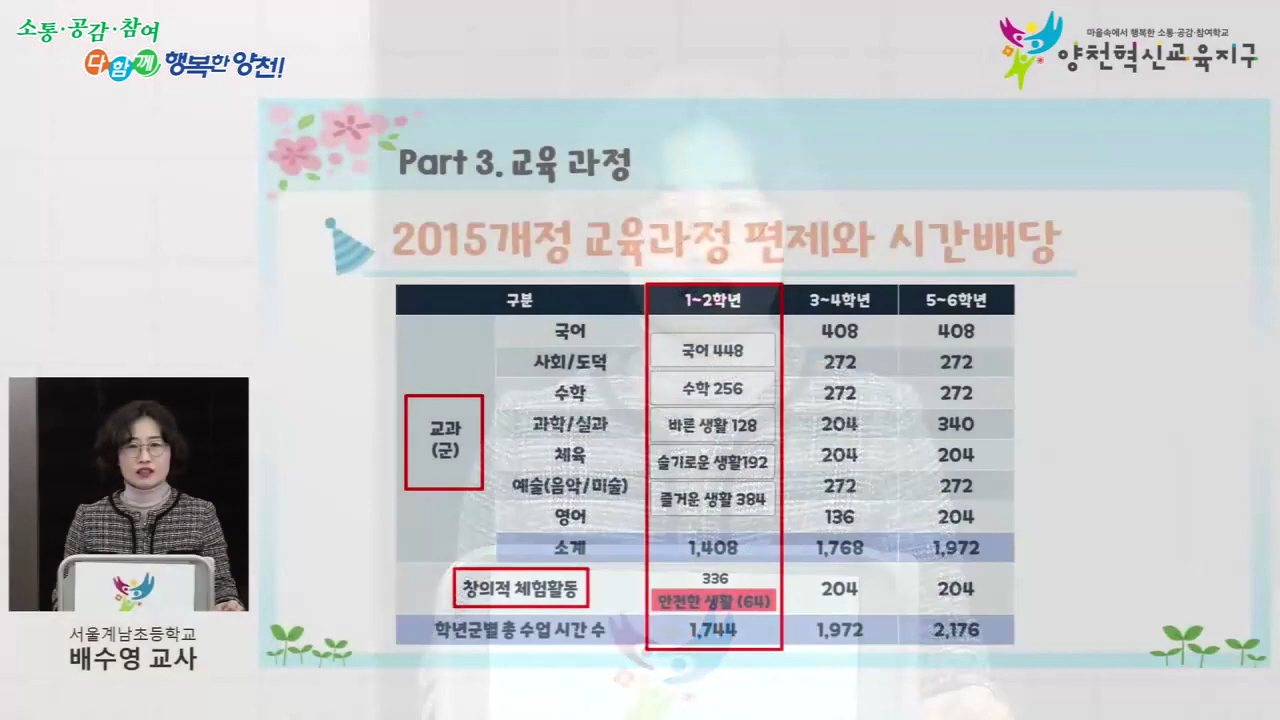 소통·공감·참여
다함께 행복한 양천!
마을속에서 행복한 소통·공감·참여학교
양천혁신교육지구
Part 3. 교육 과정
2015개정 교육과정 편제와 시간배당
구분 1~2학년 3~4학년 5~6학년
교과
(군)
국어 국어 448 408 408
사회/도덕 272 272
수학 수학 256 272 272
과학/실과 바른 생활 128 204 340
체육 슬기로운 생활192 204 204
예술(음악/미술) 즐거운 생활 384 272 272
영어 136 204
소계 1,408 1,768 1,972
창의적 체험활동 336 204 204
안전한 생활 (64)
학년군별 총 수업 시간 수 1,744 1,972 2,176
서울계남초등학교
배수영 교사